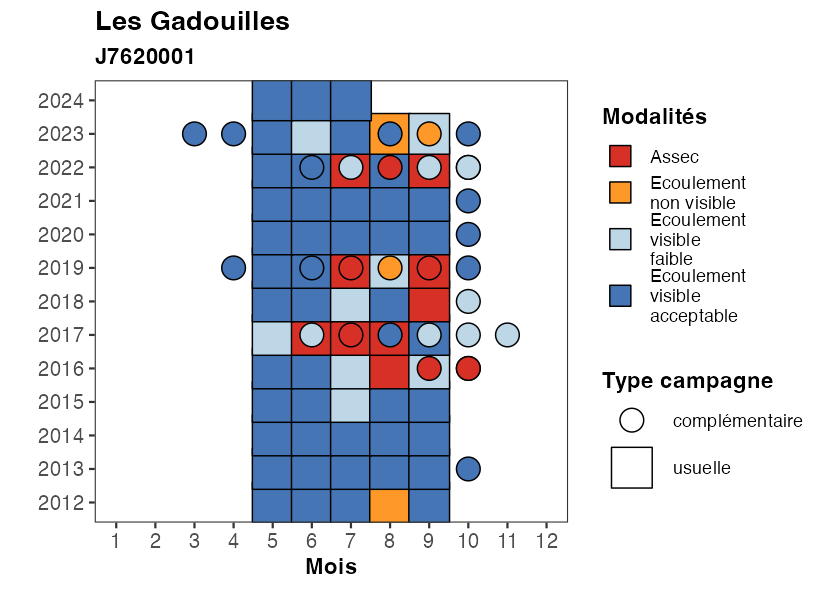 Les Gadouilles
J7620001
2024
2023
2022
2021
2020
2019
2018
2017
2016
2015
2014
2013
2012
1 2 3 4 5 6 7 8 9 10 11 12
Mois
Modalités
Assec
Ecoulement
non visible
Ecoulement
visible
faible
Ecoulement
visible
acceptable
Type campagne
complémentaire
usuelle